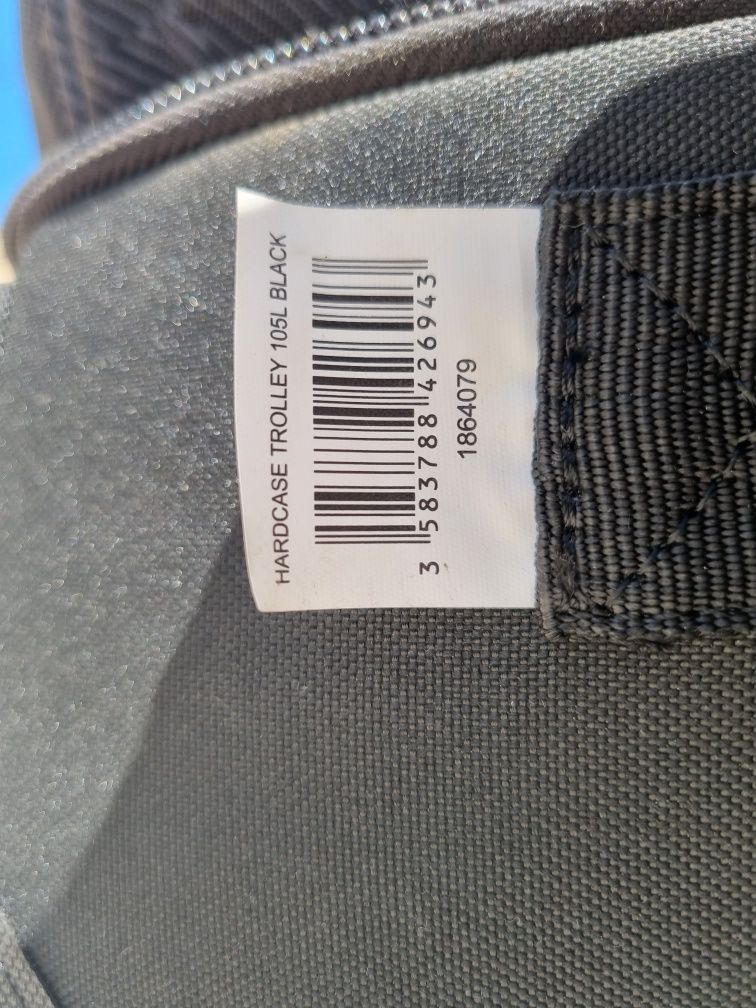 HARDCASE TROLLEY 105L BLACK
3 583788 426943
1864079